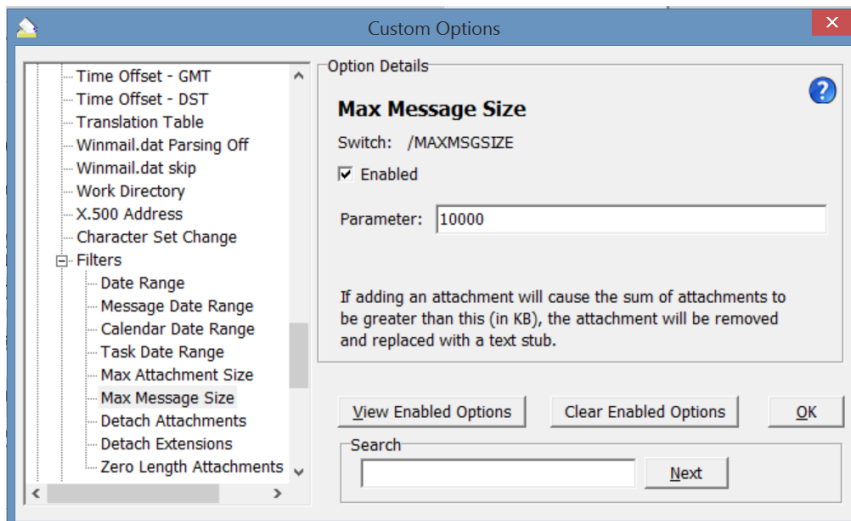 Custom Options
Time Offset - GMT
Time Offset - DST
Translation Table
Winmail.dat Parsing Off
Winmail.dat skip
Work Directory
X.500 Address
Character Set Change
Filters
Date Range
Message Date Range
Calendar Date Range
Task Date Range
Max Attachment Size
Max Message Size
Detach Attachments
Detach Extensions
Zero Length Attachments
Option Details
Max Message Size
Switch: /MAXMSGSIZE
Enabled
Parameter: 10000
If adding an attachment will cause the sum of attachments to
be greater than this (in KB), the attachment will be removed
and replaced with a text stub.
View Enabled Options Clear Enabled Options OK
Search
Next